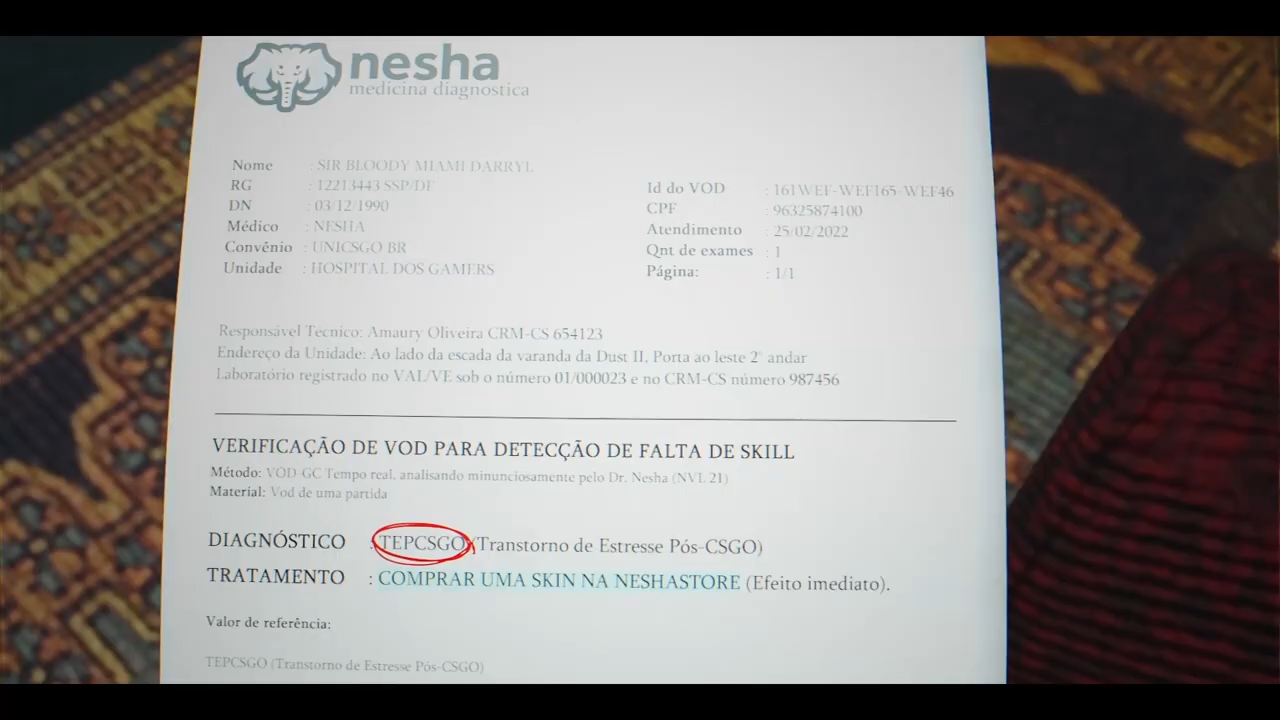 nesha
medicina diagnostica
Nome : SIR BLOODY MIAMI DARRYL
RG : 12213443 SSP/DF
DN : 03/12/1990
Médico : NESHA
Convênio : UNICSGO BR
Unidade : HOSPITAL DOS GAMERS
Id do VOD : 161WEF-WEF165-WEF46
CPF : 96325874100
Atendimento : 25/02/2022
Qnt de exames : 1
Página: : 1/1
Responsável Técnico: Amaury Oliveira CRM-CS 654123
Endereço da Unidade: Ao lado da escada da varanda da Dust II, Porta ao leste 2° andar
Laboratório registrado no VAL/VE sob o número 01/000023 e no CRM-CS número 987456
VERIFICAÇÃO DE VOD PARA DETECÇÃO DE FALTA DE SKILL
Método: VOD-GC Tempo real, analisando minunciosamente pelo Dr. Nesha (NVL 21)
Material: Vod de uma partida
DIAGNÓSTICO : TEPCSGO (Transtorno de Estresse Pós-CSGO)
TRATAMENTO : COMPRAR UMA SKIN NA NESHASTORE (Efeito imediato).
Valor de referência:
TEPCSGO (Transtorno de Estresse Pós-CSGO)